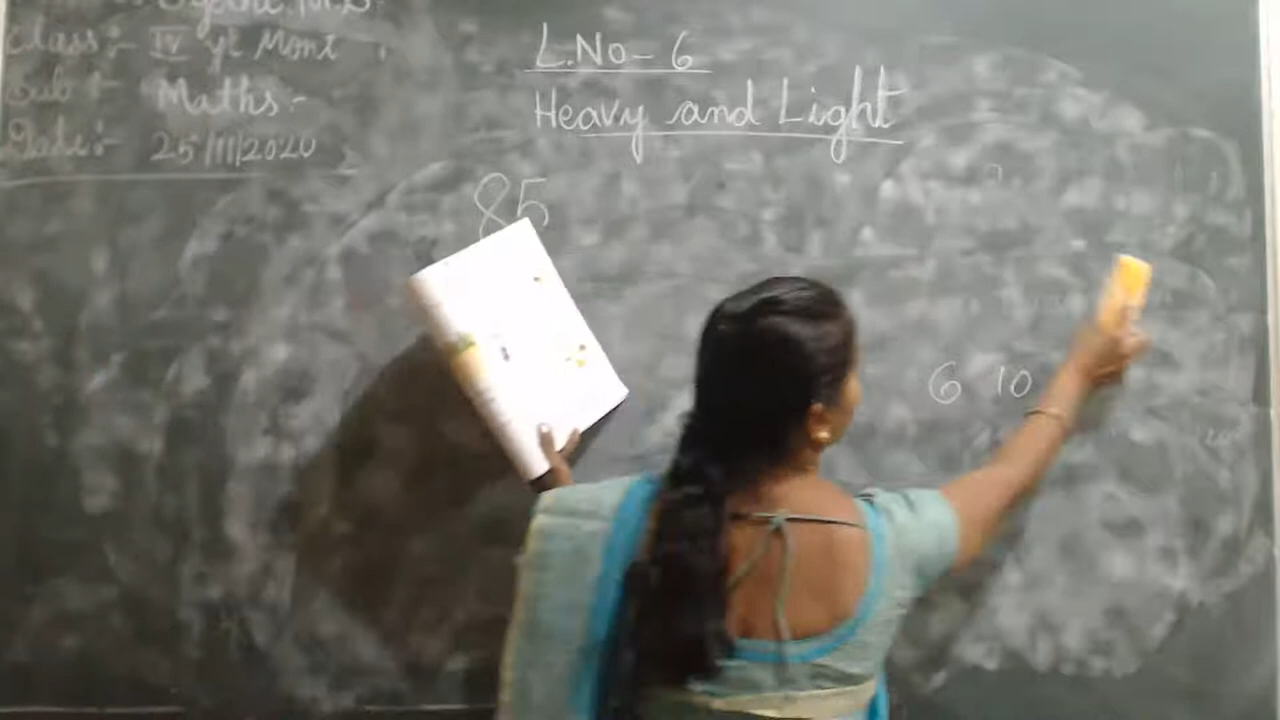 Class:- IV yr Mont
Sub:- Maths:-
Date:- 25/11/2020
L.No- 6
Heavy and Light
85
6 10